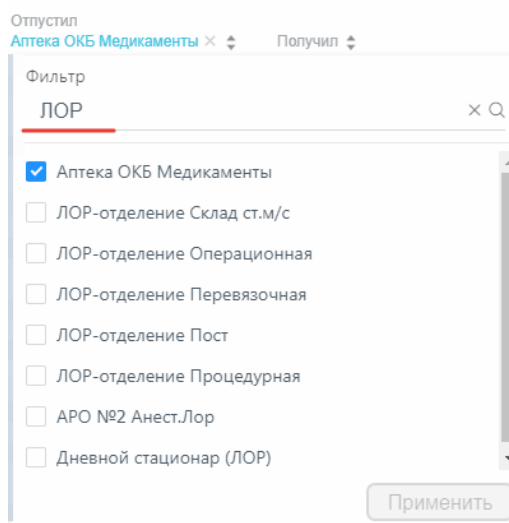 Отпустил
Аптека ОКБ Медикаменты × Получил
Фильтр
ЛОР
Аптека ОКБ Медикаменты
ЛОР-отделение Склад ст.м/с
ЛОР-отделение Операционная
ЛОР-отделение Перевязочная
ЛОР-отделение Пост
ЛОР-отделение Процедурная
АРО №2 Анест.Лор
Дневной стационар (ЛОР)
Применить